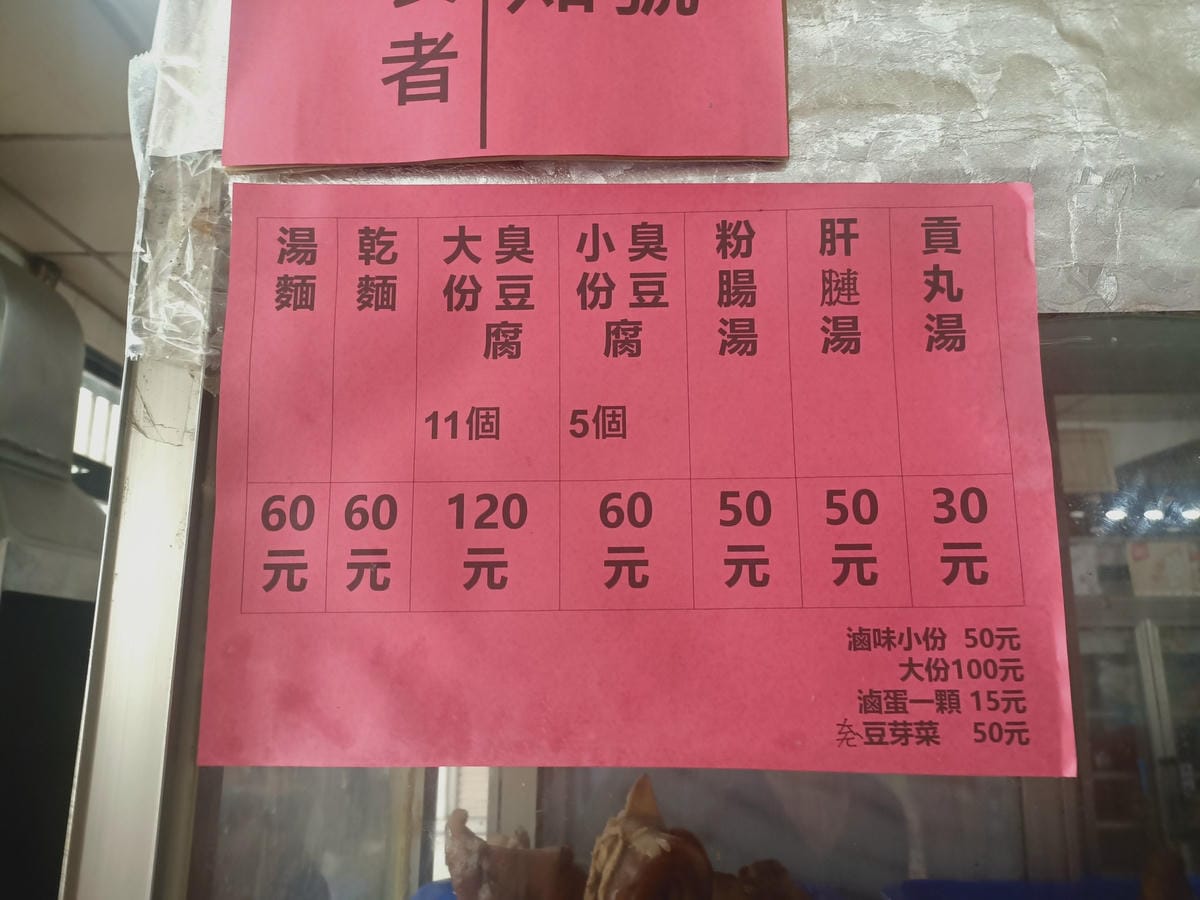 者
貢丸湯
30元
肝膢湯
50元
粉腸湯
50元
臭豆腐
小份
5個
60元
臭豆腐
大份
11個
120元
乾麵
60元
湯麵
60元
滷味小份 50元
大份100元
滷蛋一顆 15元
豆芽菜 50元